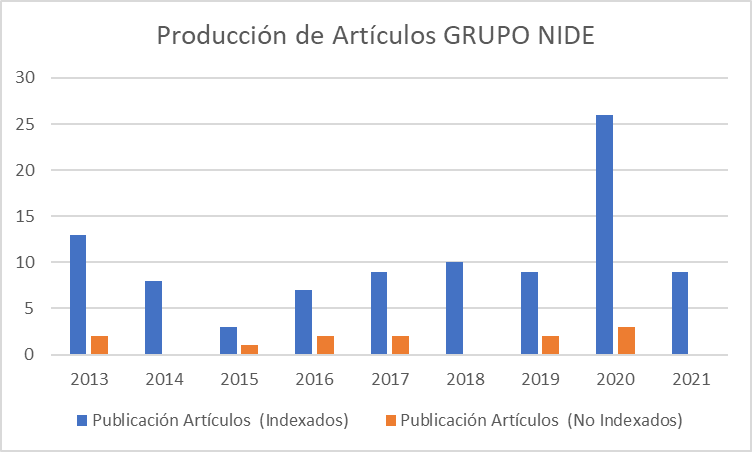 Producción de Artículos GRUPO NIDE
30
25
20
15
10
5
0
2013 2014 2015 2016 2017 2018 2019 2020 2021
Publicación Artículos (Indexados) Publicación Artículos (No Indexados)